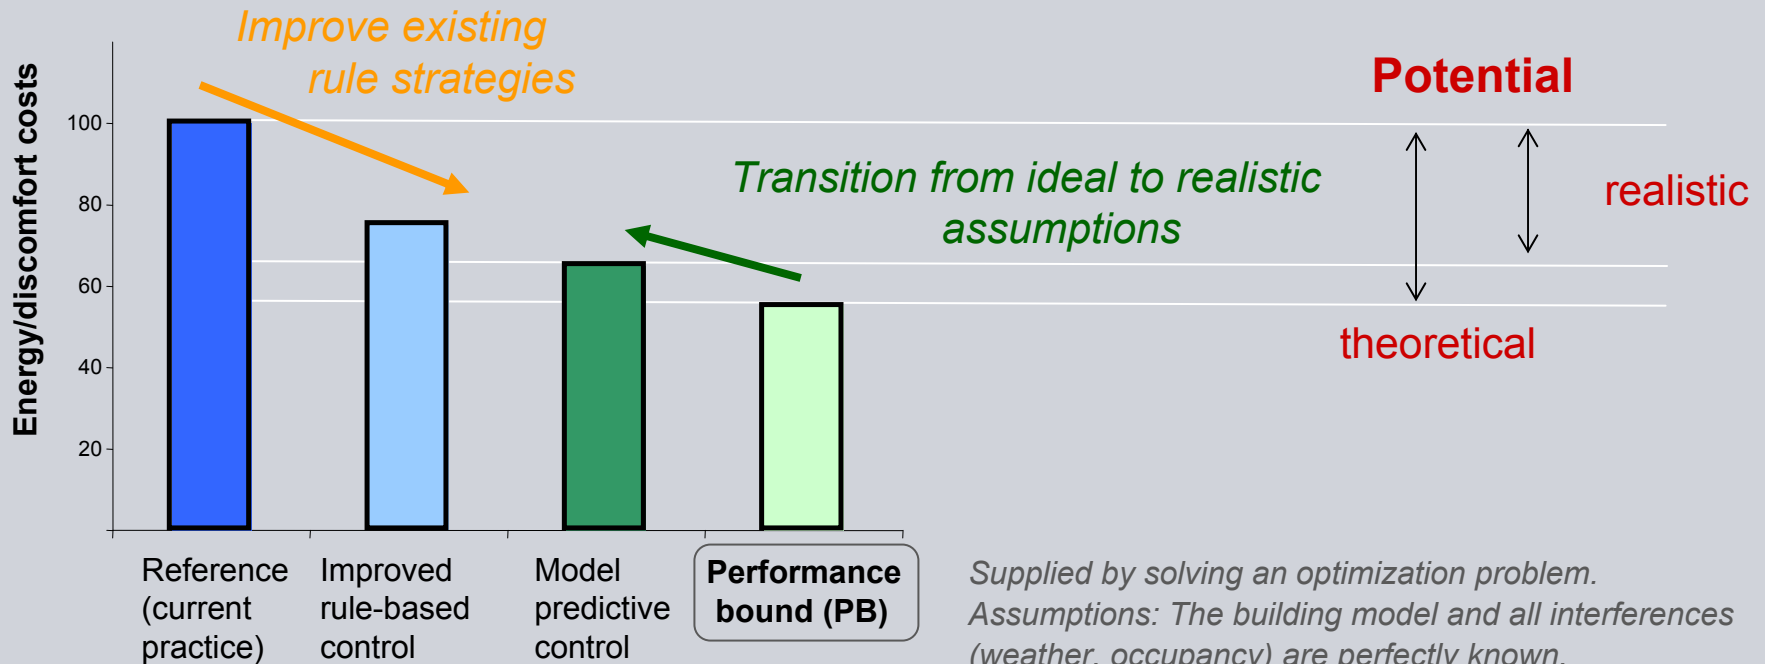 Improve existing
rule strategies
Potential
Energy/discomfort costs
100
80
60
40
20
Transition from ideal to realistic
assumptions
realistic
theoretical
Reference
(current
practice)
Improved
rule-based
control
Model
predictive
control
Performance
bound (PB)
Supplied by solving an optimization problem.
Assumptions: The building model and all interferences
(weather, occupancy) are perfectly known.